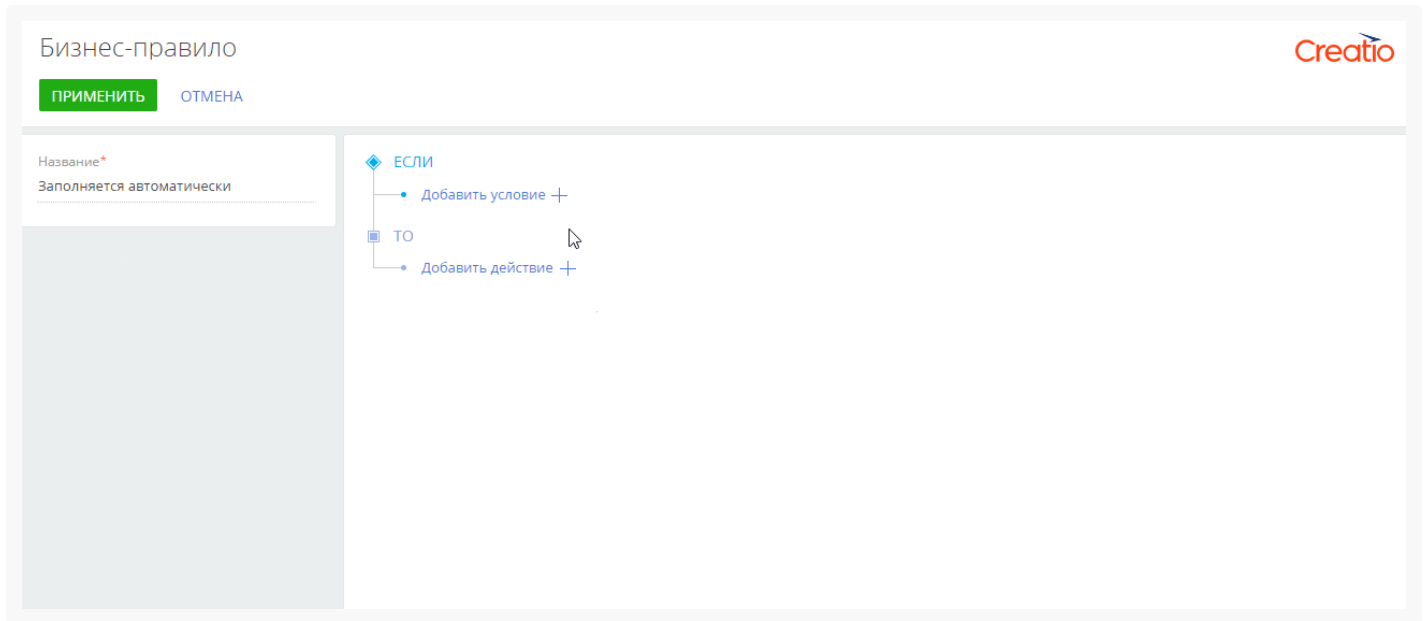 Бизнес-правило
Creatio
ПРИМЕНИТЬ ОТМЕНА
Название*
Заполняется автоматически
ЕСЛИ
Добавить условие
ТО
Добавить действие